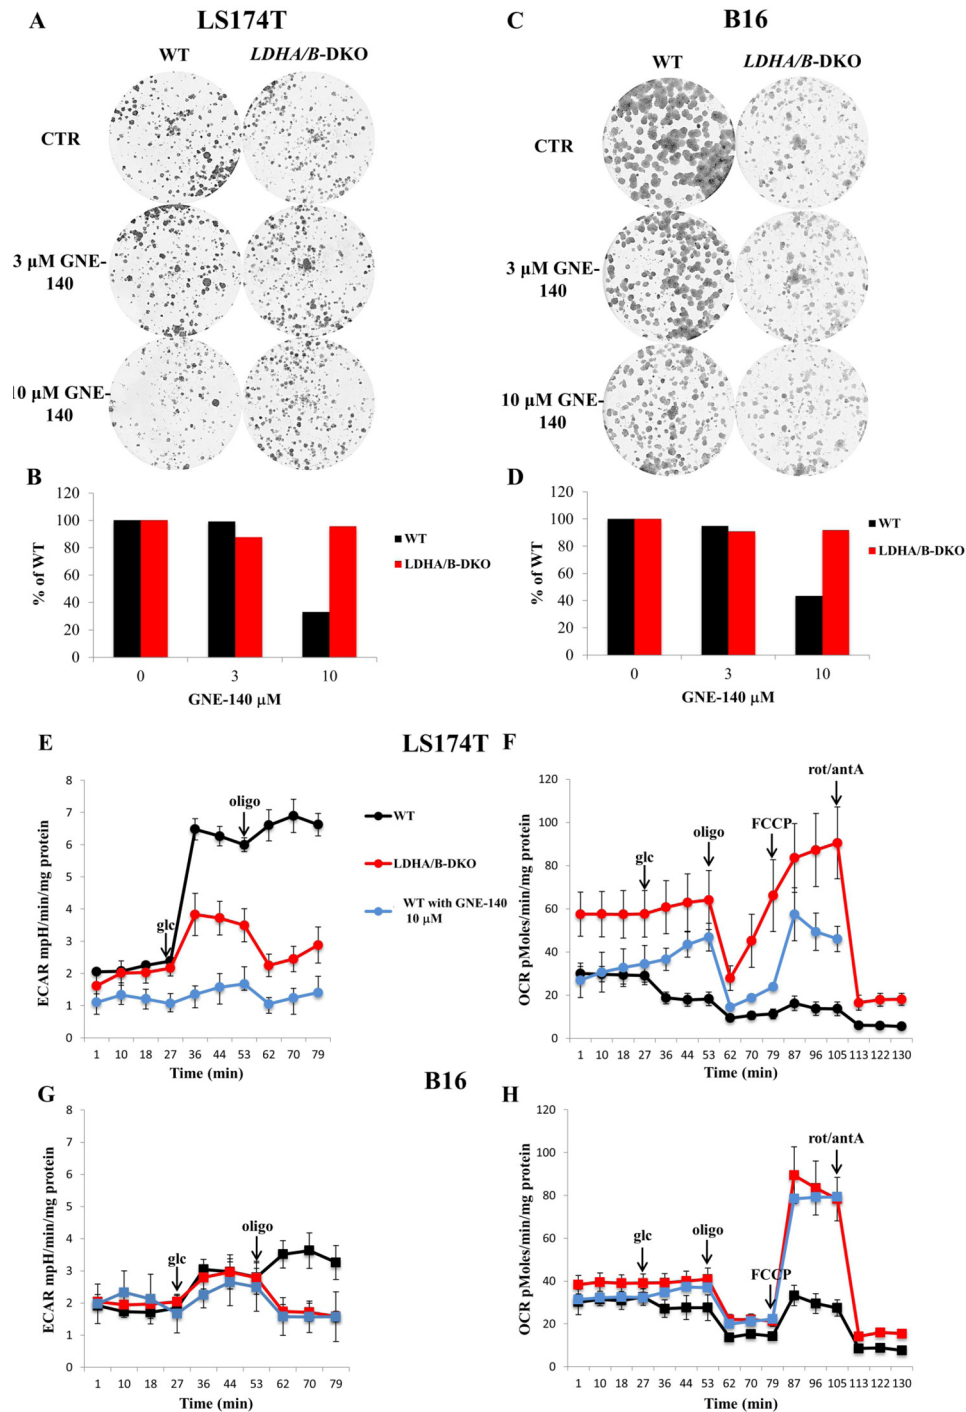 A LS174T C B16
WT LDHA/B-DKO WT LDHA/B-DKO
CTR CTR
3 μM GNE-
140
3 μM GNE-
140
10 μM GNE-
140
10 μM GNE-
140
B D
120
100
80
60
40
20
0
% of WT
0 3 10
GNE-140 μM
WT
LDHA/B-DKO
120
100
80
60
40
20
0
% of WT
0 3 10
GNE-140 μM
WT
LDHA/B-DKO
E LS174T F
8
7
6
5
4
3
2
1
0
ECAR mpH/min/mg protein
glc
oligo
1 10 18 27 36 44 53 62 70 79
Time (min)
WT
LDHA/B-DKO
WT with GNE-140
10 μM
120
100
80
60
40
20
0
OCR pMoles/min/mg protein
glc
oligo
FCCP
rot/antA
1 10 18 27 36 44 53 62 70 79 87 96 105 113 122 130
Time (min)
G B16 H
8
7
6
5
4
3
2
1
0
ECAR mpH/min/mg protein
glc
oligo
1 10 18 27 36 44 53 62 70 79
Time (min)
120
100
80
60
40
20
0
OCR pMoles/min/mg protein
glc
oligo
FCCP
rot/antA
1 10 18 27 36 44 53 62 70 79 87 96 105 113 122 130
Time (min)